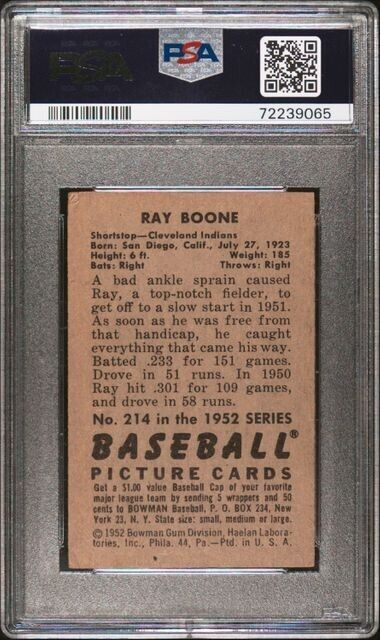 PSA
PSA
72239065
RAY BOONE
Shortstop—Cleveland Indians
Born: San Diego, Calif., July 27, 1923
Height: 6 ft. Weight: 185
Bats: Right Throws: Right
A bad ankle sprain caused
Ray, a top-notch fielder, to
get off to a slow start in 1951.
As soon as he was free from
that handicap, he caught
everything that came his way.
Batted .233 for 151 games.
Drove in 51 runs. In 1950
Ray hit .301 for 109 games,
and drove in 58 runs.
No. 214 in the 1952 SERIES
BASEBALL®
PICTURE CARDS
Get a $1.00 value Baseball Cap of your favorite
major league team by sending 5 wrappers and 50
cents to BOWMAN Baseball, P. O. BOX 234, New
York 23, N. Y. State size: small, medium or large.
©1952 Bowman Gum Division, Haelan Labora-
tories, Inc., Phila. 44, Pa.—Ptd in U. S. A.